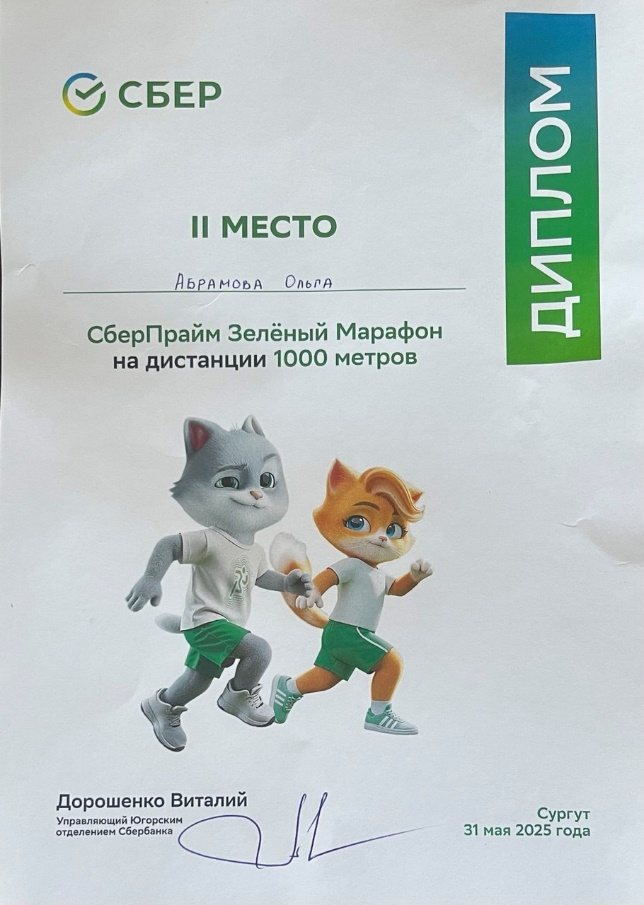 СБЕР
ДИПЛОМ
II МЕСТО
Абрамова Ольга
СберПрайм Зелёный Марафон
на дистанции 1000 метров
Дорошенко Виталий
Управляющий Югорским
отделением Сбербанка
Сургут
31 мая 2025 года